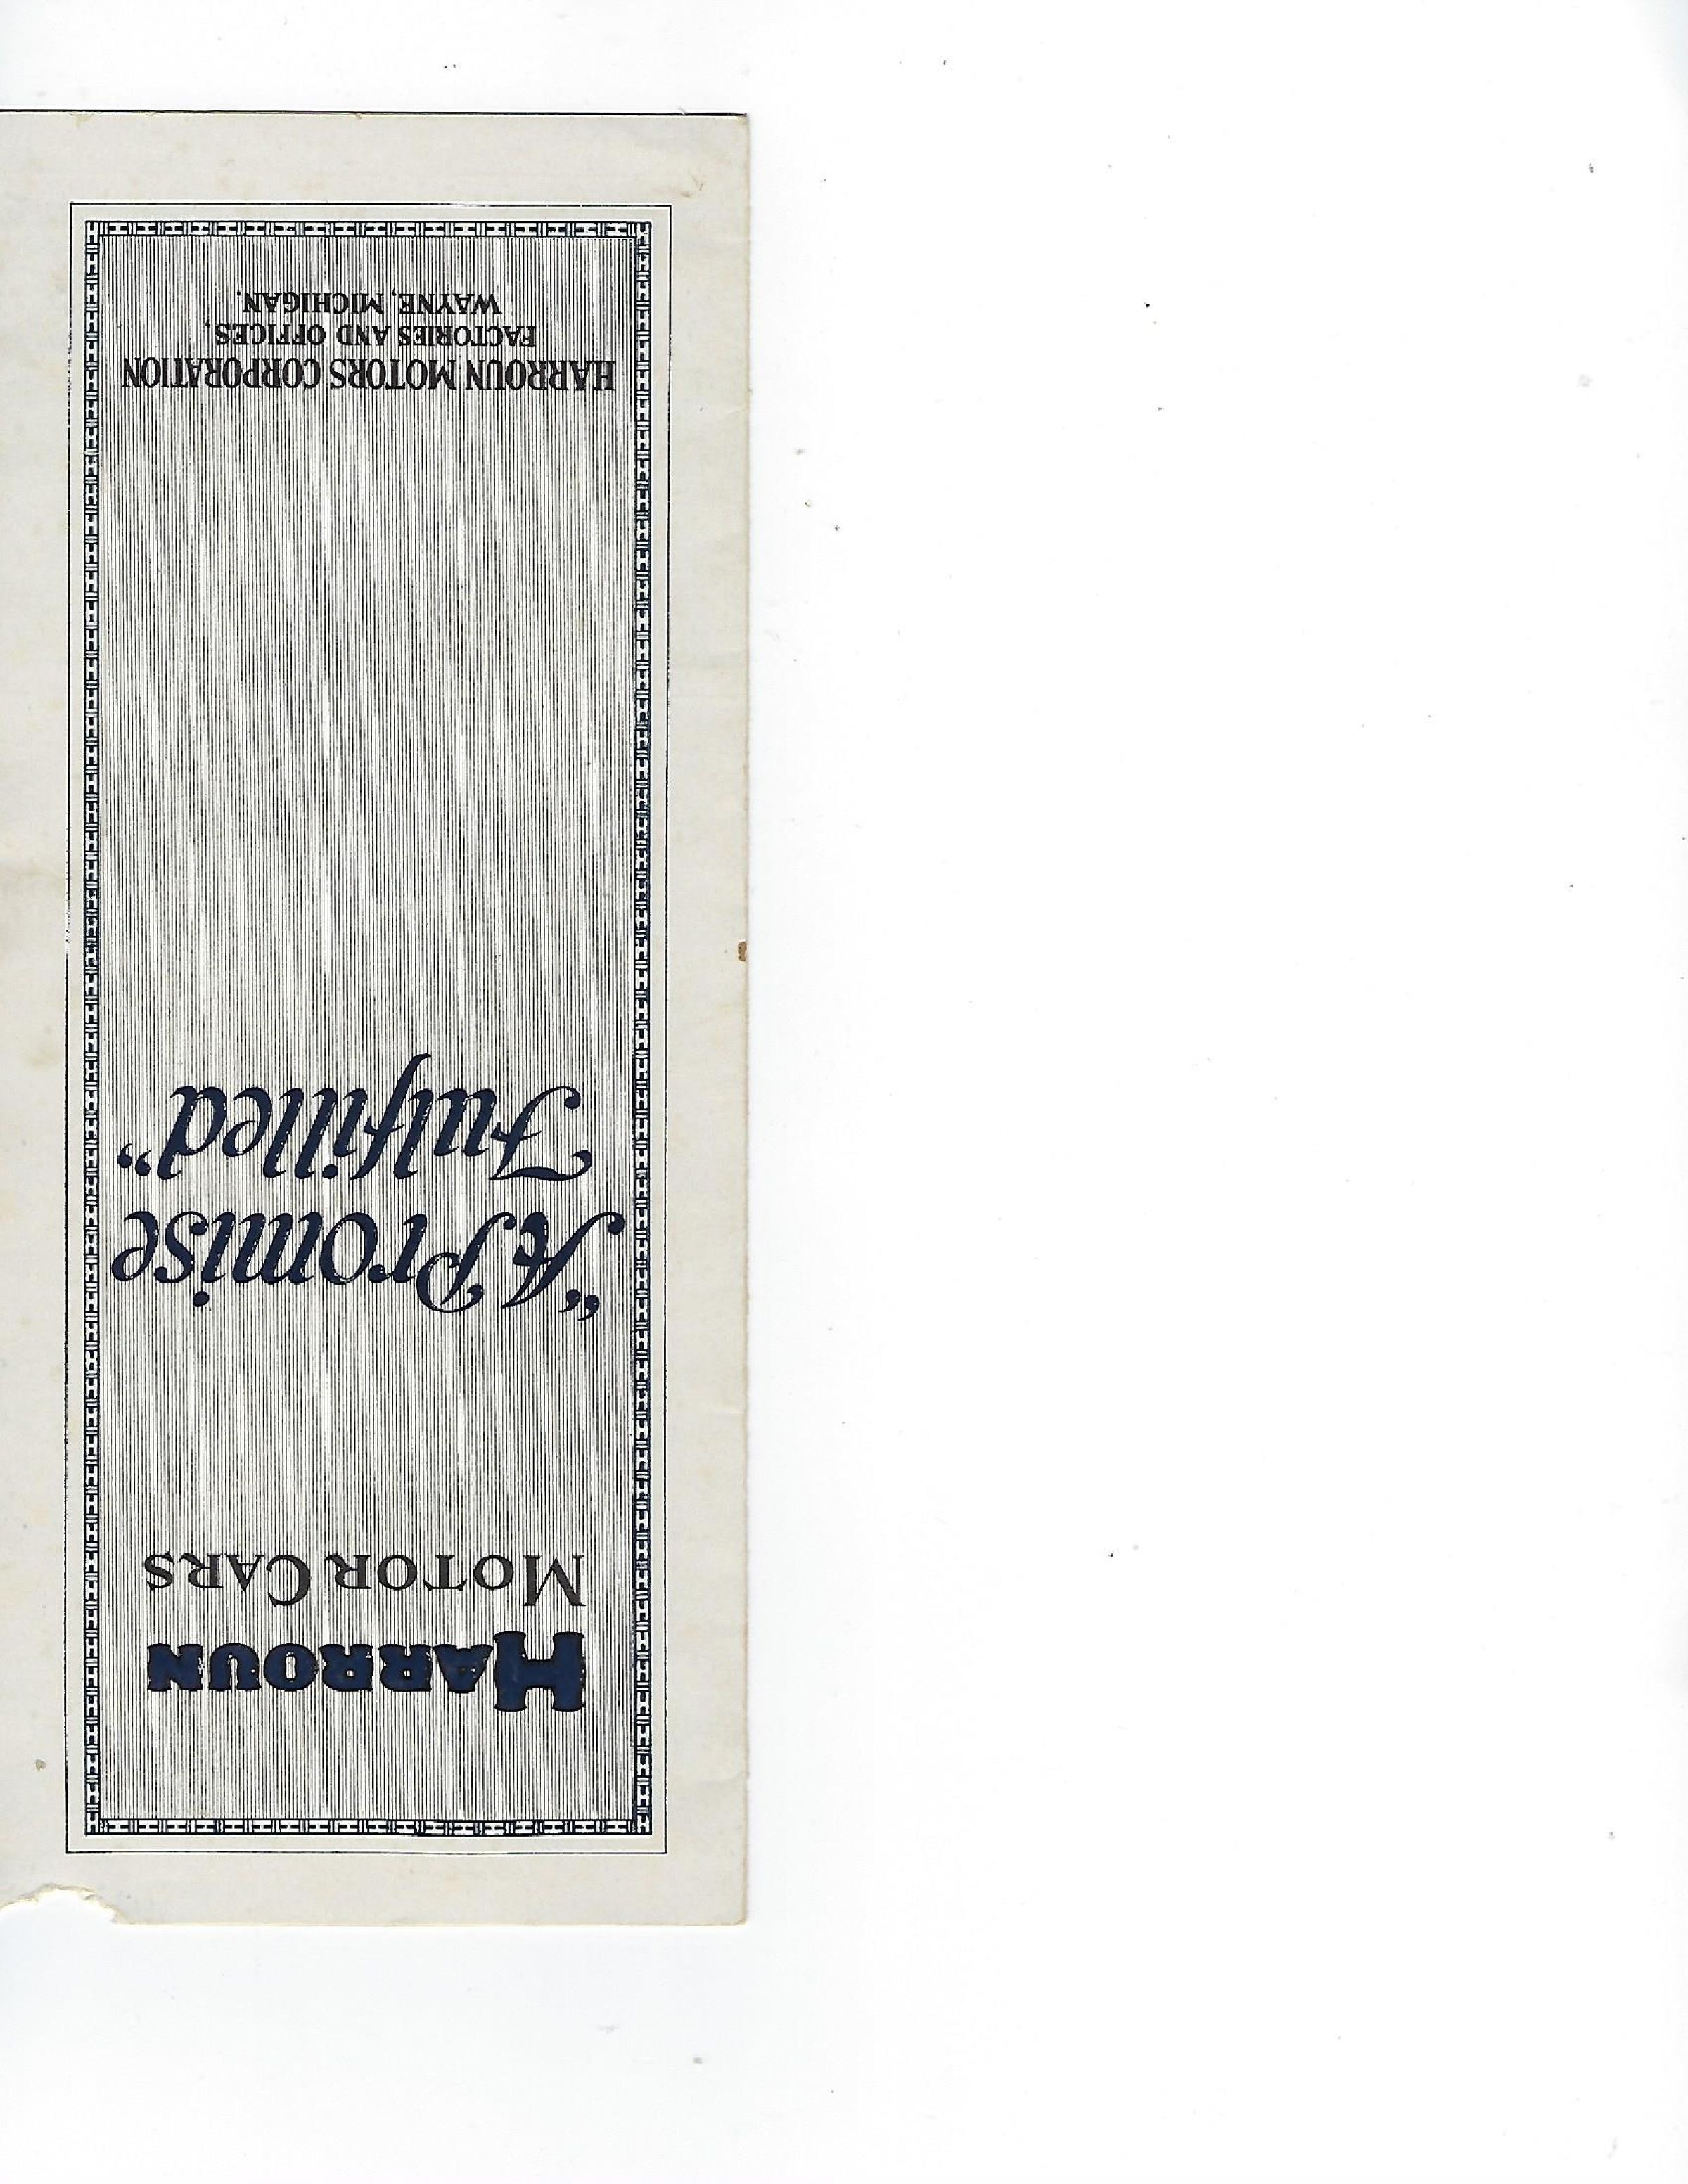 HARROUN
MOTOR CARS
"A Promise
Fulfilled"
HARROUN MOTORS CORPORATION
FACTORIES AND OFFICES,
WAYNE, MICHIGAN.